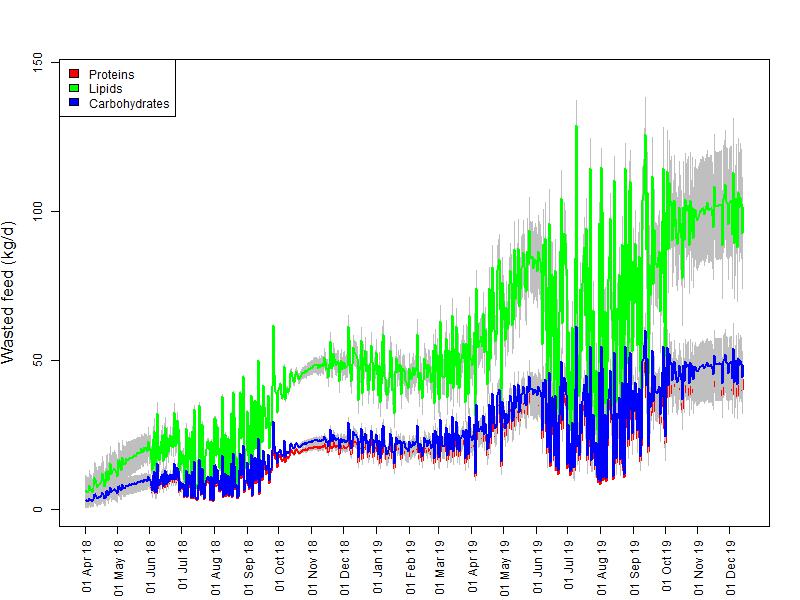 Proteins
Lipids
Carbohydrates
Wasted feed (kg/d)
150
100
50
0
01 Apr 18
01 May 18
01 Jun 18
01 Jul 18
01 Aug 18
01 Sep 18
01 Oct 18
01 Nov 18
01 Dec 18
01 Jan 19
01 Feb 19
01 Mar 19
01 Apr 19
01 May 19
01 Jun 19
01 Jul 19
01 Aug 19
01 Sep 19
01 Oct 19
01 Nov 19
01 Dec 19